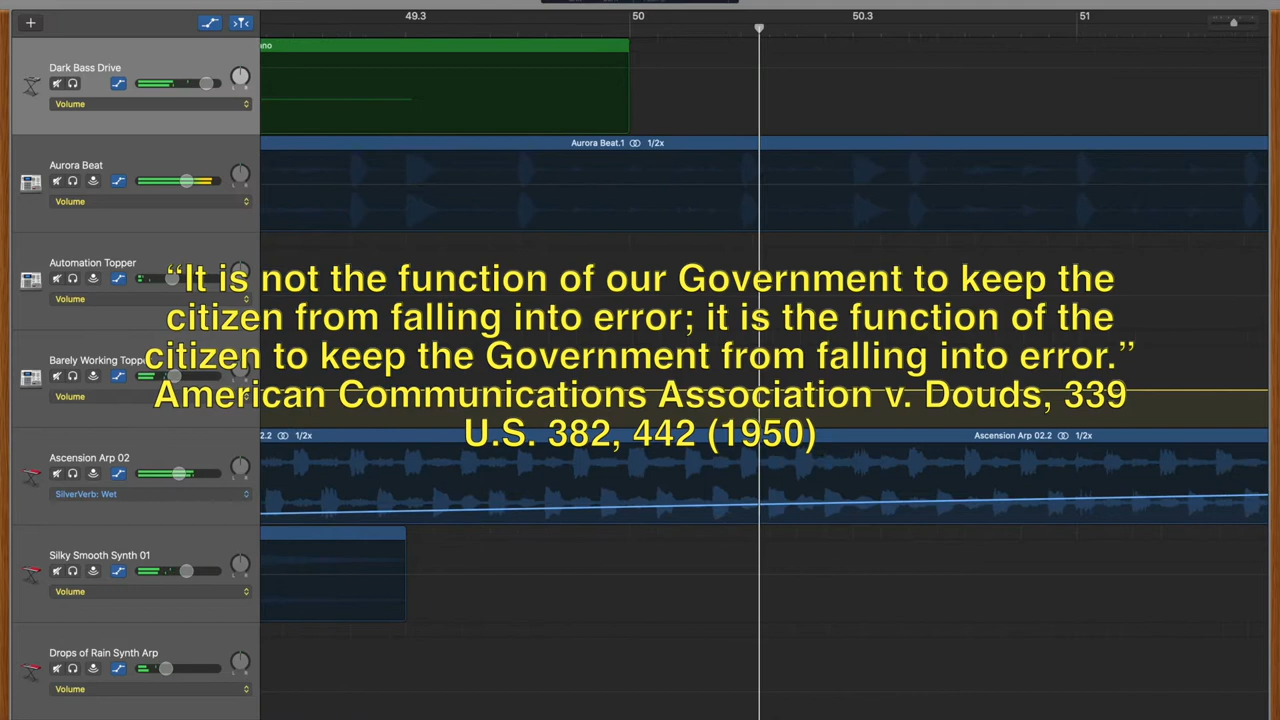 49.3
50
50.3
51
Dark Bass Drive
Volume
ano
Aurora Beat
L R
Volume
Aurora Beat.1 1/2x
Automation Topper
Volume
“It is not the function of our Government to keep the
citizen from falling into error; it is the function of the
citizen to keep the Government from falling into error.”
American Communications Association v. Douds, 339
U.S. 382, 442 (1950)
Barely Working Topp
Volume
Ascension Arp 02
L R
SilverVerb: Wet
2.2 1/2x
Ascension Arp 02.2 1/2x
Silky Smooth Synth 01
L R
Volume
Drops of Rain Synth Arp
L R
Volume